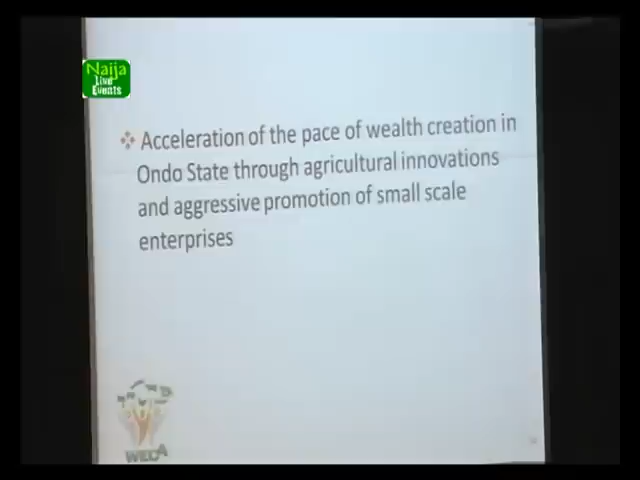 Naija
Live
Events
Acceleration of the pace of wealth creation in
Ondo State through agricultural innovations
and aggressive promotion of small scale
enterprises
WECA